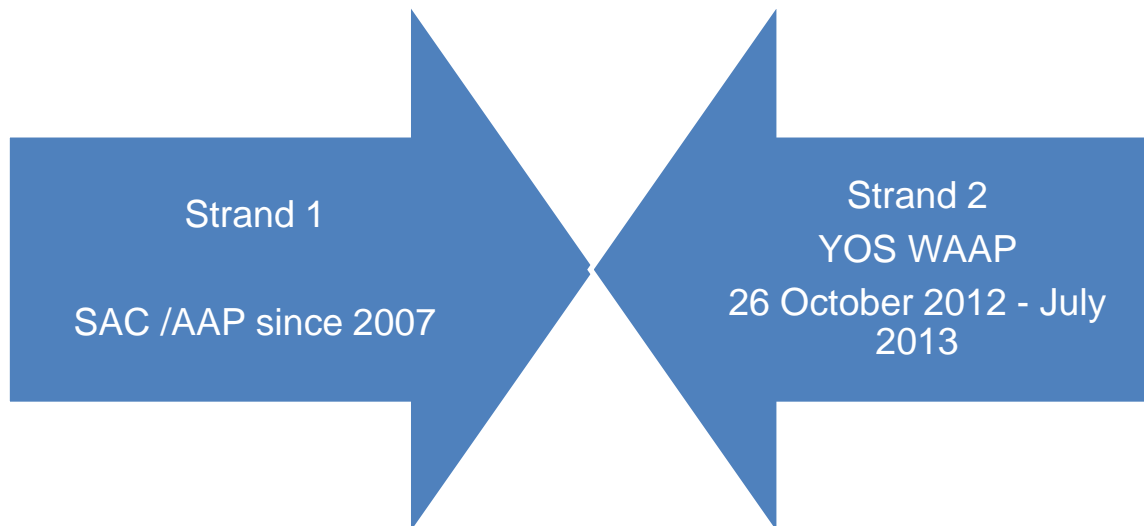 Strand 1
SAC /AAP since 2007
Strand 2
YOS WAAP
26 October 2012 - July
2013